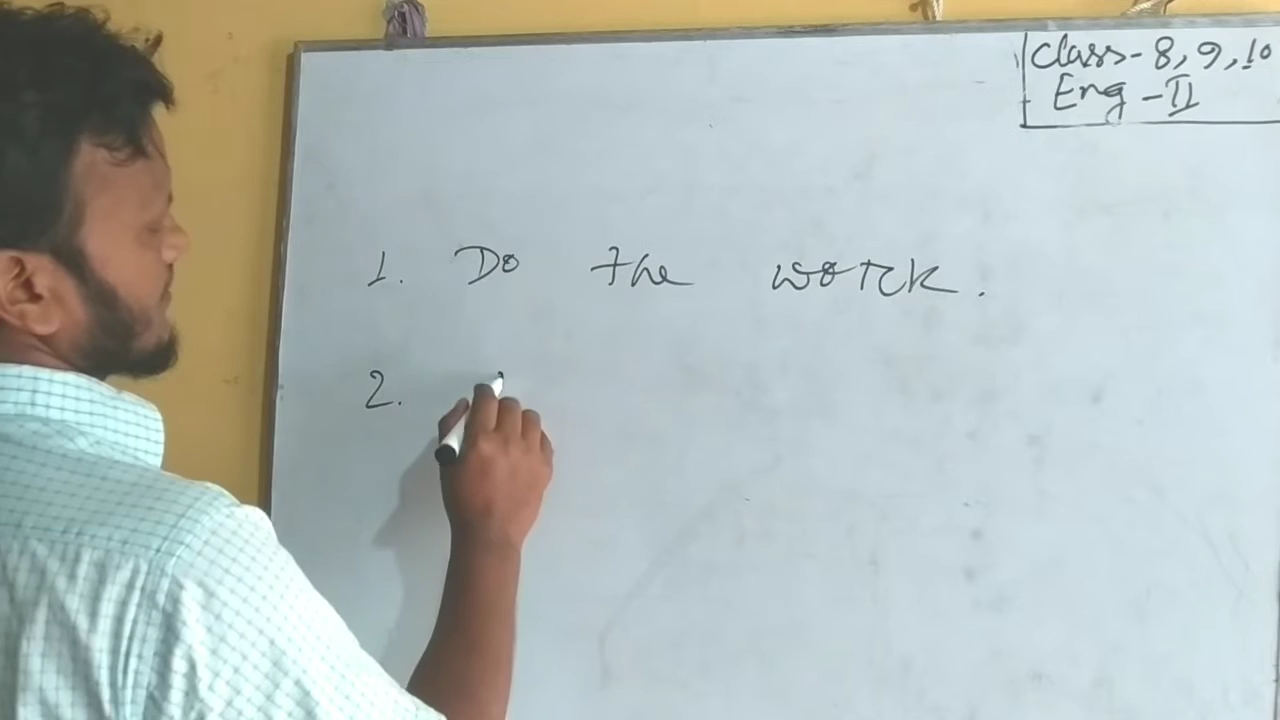 Class-8,9,10
Eng-II
1. Do the work.
2.